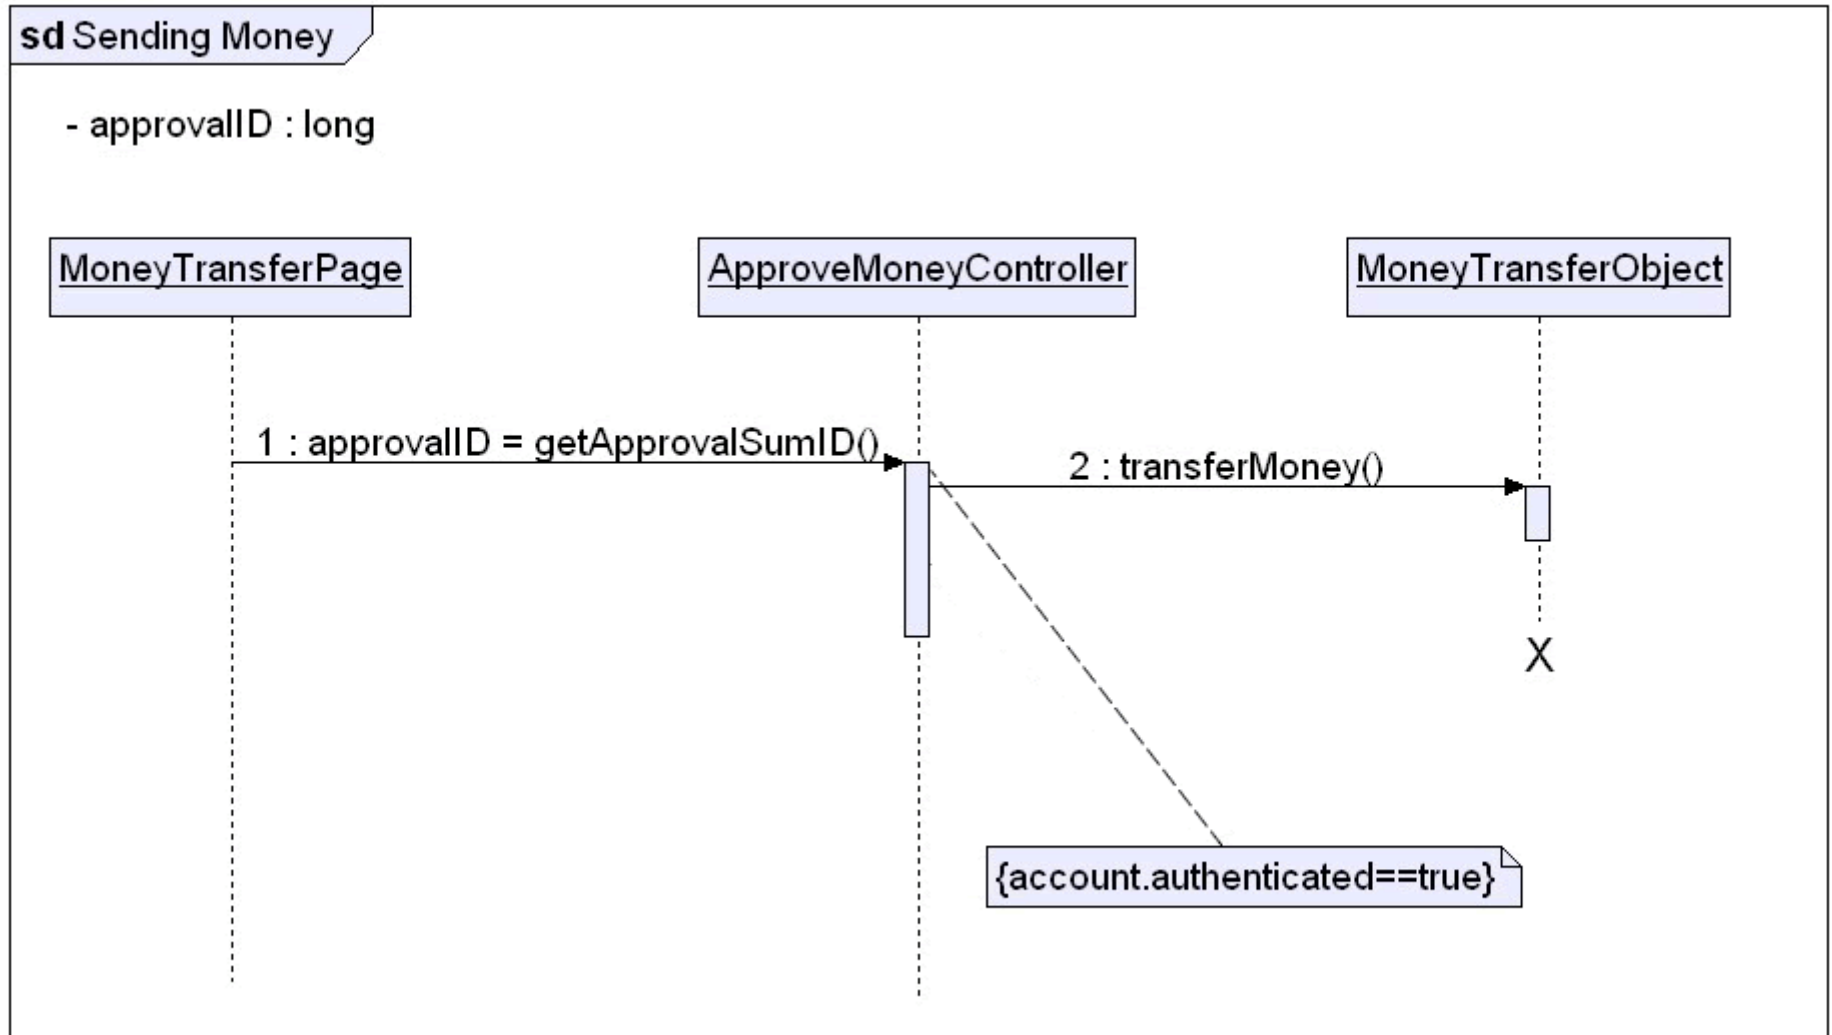 sd Sending Money
- approvalID : long
MoneyTransferPage
ApproveMoneyController
MoneyTransferObject
1 : approvalID = getApprovalSumID()
2 : transferMoney()
X
{account.authenticated==true}